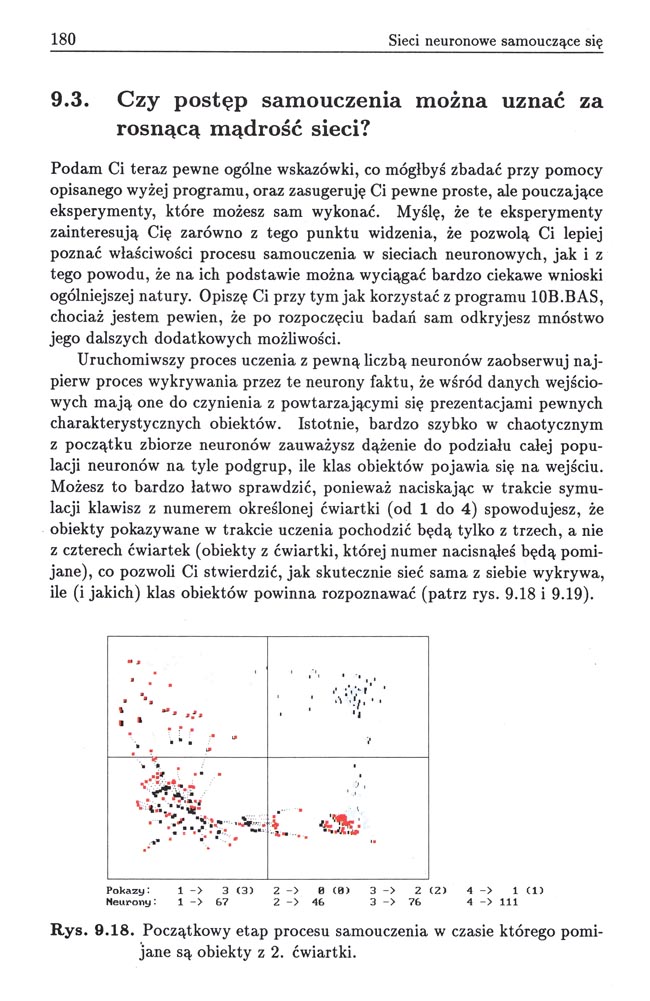 180 Sieci neuronowe samouczące się
9.3. Czy postęp samouczenia można uznać za
rosnącą mądrość sieci?
Podam Ci teraz pewne ogólne wskazówki, co mógłbyś zbadać przy pomocy
opisanego wyżej programu, oraz zasugeruję Ci pewne proste, ale pouczające
eksperymenty, które możesz sam wykonać. Myślę, że te eksperymenty
zainteresują Cię zarówno z tego punktu widzenia, że pozwolą Ci lepiej
poznać właściwości procesu samouczenia w sieciach neuronowych, jak i z
tego powodu, że na ich podstawie można wyciągać bardzo ciekawe wnioski
ogólniejszej natury. Opiszę Ci przy tym jak korzystać z programu 10B.BAS,
chociaż jestem pewien, że po rozpoczęciu badań sam odkryjesz mnóstwo
jego dalszych dodatkowych możliwości.
Uruchomiwszy proces uczenia z pewną liczbą neuronów zaobserwuj naj-
pierw proces wykrywania przez te neurony faktu, że wśród danych wejścio-
wych mają one do czynienia z powtarzającymi się prezentacjami pewnych
charakterystycznych obiektów. Istotnie, bardzo szybko w chaotycznym
z początku zbiorze neuronów zauważysz dążenie do podziału całej popu-
lacji neuronów na tyle podgrup, ile klas obiektów pojawia się na wejściu.
Możesz to bardzo łatwo sprawdzić, ponieważ naciskając w trakcie symu-
lacji klawisz z numerem określonej ćwiartki (od 1 do 4) spowodujesz, że
obiekty pokazywane w trakcie uczenia pochodzić będą tylko z trzech, a nie
z czterech ćwiartek (obiekty z ćwiartki, której numer nacisnąłeś będą pomi-
jane), co pozwoli Ci stwierdzić, jak skutecznie sieć sama z siebie wykrywa,
ile (i jakich) klas obiektów powinna rozpoznawać (patrz rys. 9.18 i 9.19).
Pokazy: 1 -> 3 (3) 2 -> 0 (0) 3 -> 2 (2) 4 -> 1 (1)
Neurony: 1 -> 67 2 -> 46 3 -> 76 4 -> 111
Rys. 9.18. Początkowy etap procesu samouczenia w czasie którego pomi-
jane są obiekty z 2. ćwiartki.